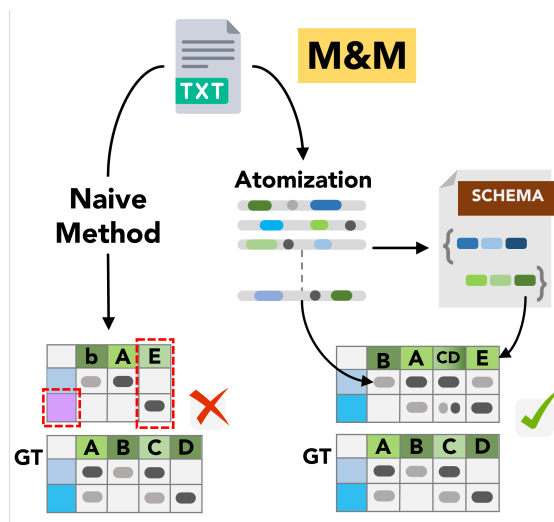 M&M
TXT
Atomization
Naive
Method
SCHEMA
{
}
b A E
B A CD E
GT A B C D
GT A B C D